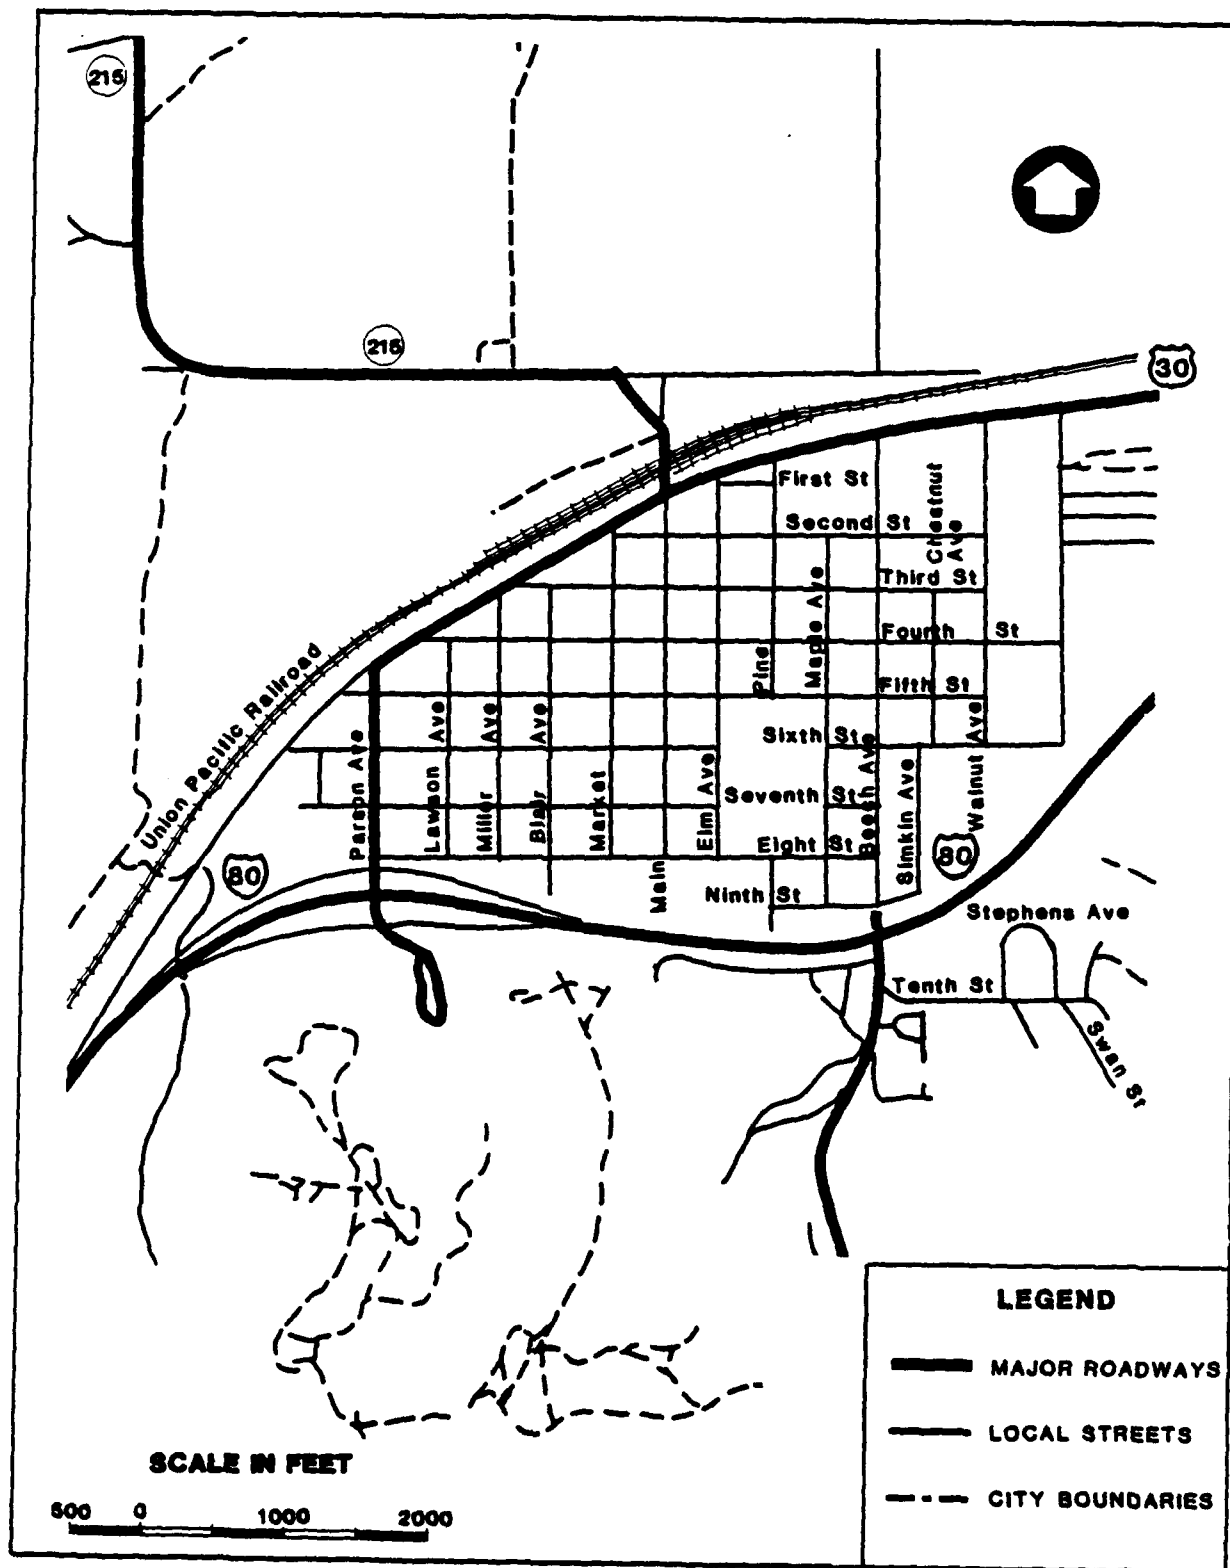 215
215
30
First St
Second St
Chestnut Ave
Third St
Maple Ave
Fourth St
Pine
Fifth St
Union Pacific Railroad
Parson Ave
Lawson Ave
Miller Ave
Blair Ave
Market
Main
Elm Ave
Sixth St
Seventh St
Beech Ave
Simkin Ave
Walnut Ave
Eight St
80
80
Ninth St
Stephens Ave
Tenth St
Swan St
LEGEND
MAJOR ROADWAYS
LOCAL STREETS
CITY BOUNDARIES
SCALE IN FEET
500 0 1000 2000